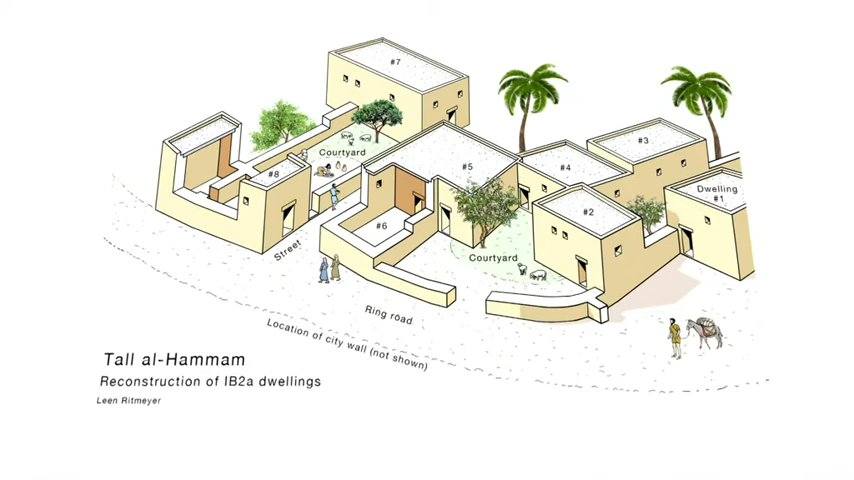 #7
Courtyard
#8
#5
#6
#4
#3
Dwelling
#1
#2
Courtyard
Street
Ring road
Location of city wall (not shown)
Tall al-Hammam
Reconstruction of IB2a dwellings
Leen Ritmeyer